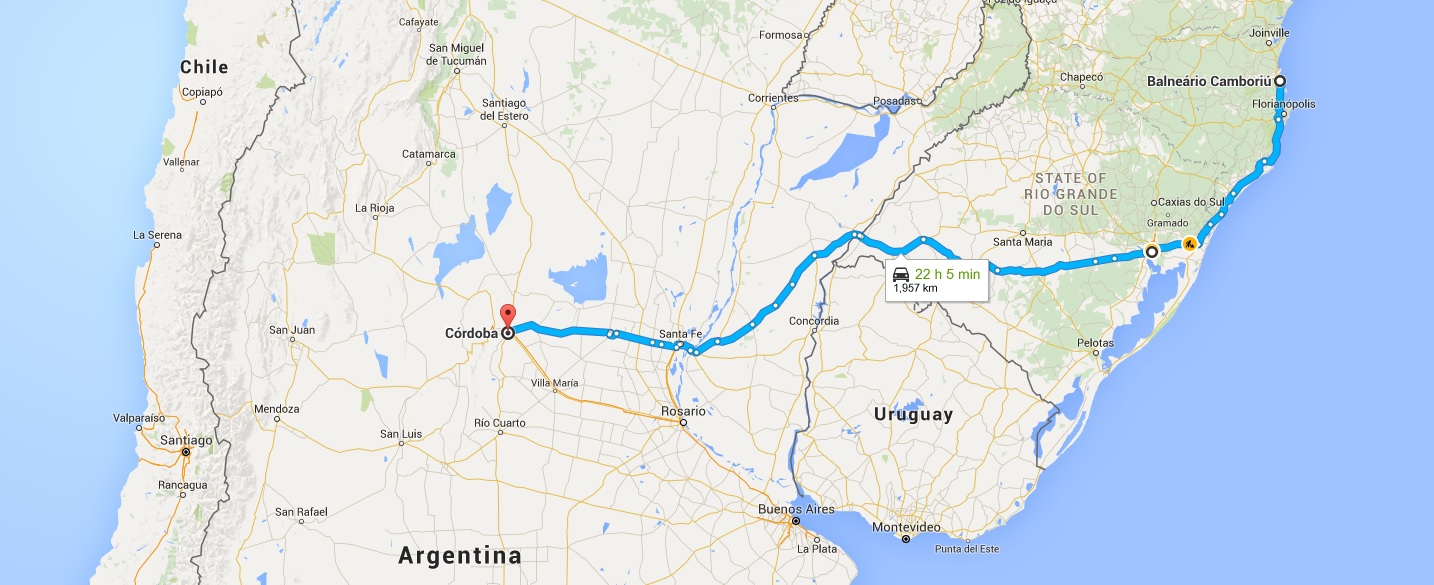 Cafayate
Formosa
Joinville
San Miguel
de Tucumán
Chile
Chapecó
Balneário Camboriú
Copiapó
Santiago
del Estero
Corrientes
Posadas
Florianópolis
Vallenar
Catamarca
STATE OF
RIO GRANDE
DO SUL
La Rioja
Caxias do Sul
Gramado
La Serena
Santa Maria
22 h 5 min
1,957 km
San Juan
Córdoba
Santa Fe
Concordia
Pelotas
Villa María
Mendoza
Valparaíso
Rosario
Uruguay
Río Cuarto
San Luis
Santiago
Rancagua
San Rafael
Buenos Aires
Montevideo
La Plata
Punta del Este
Argentina